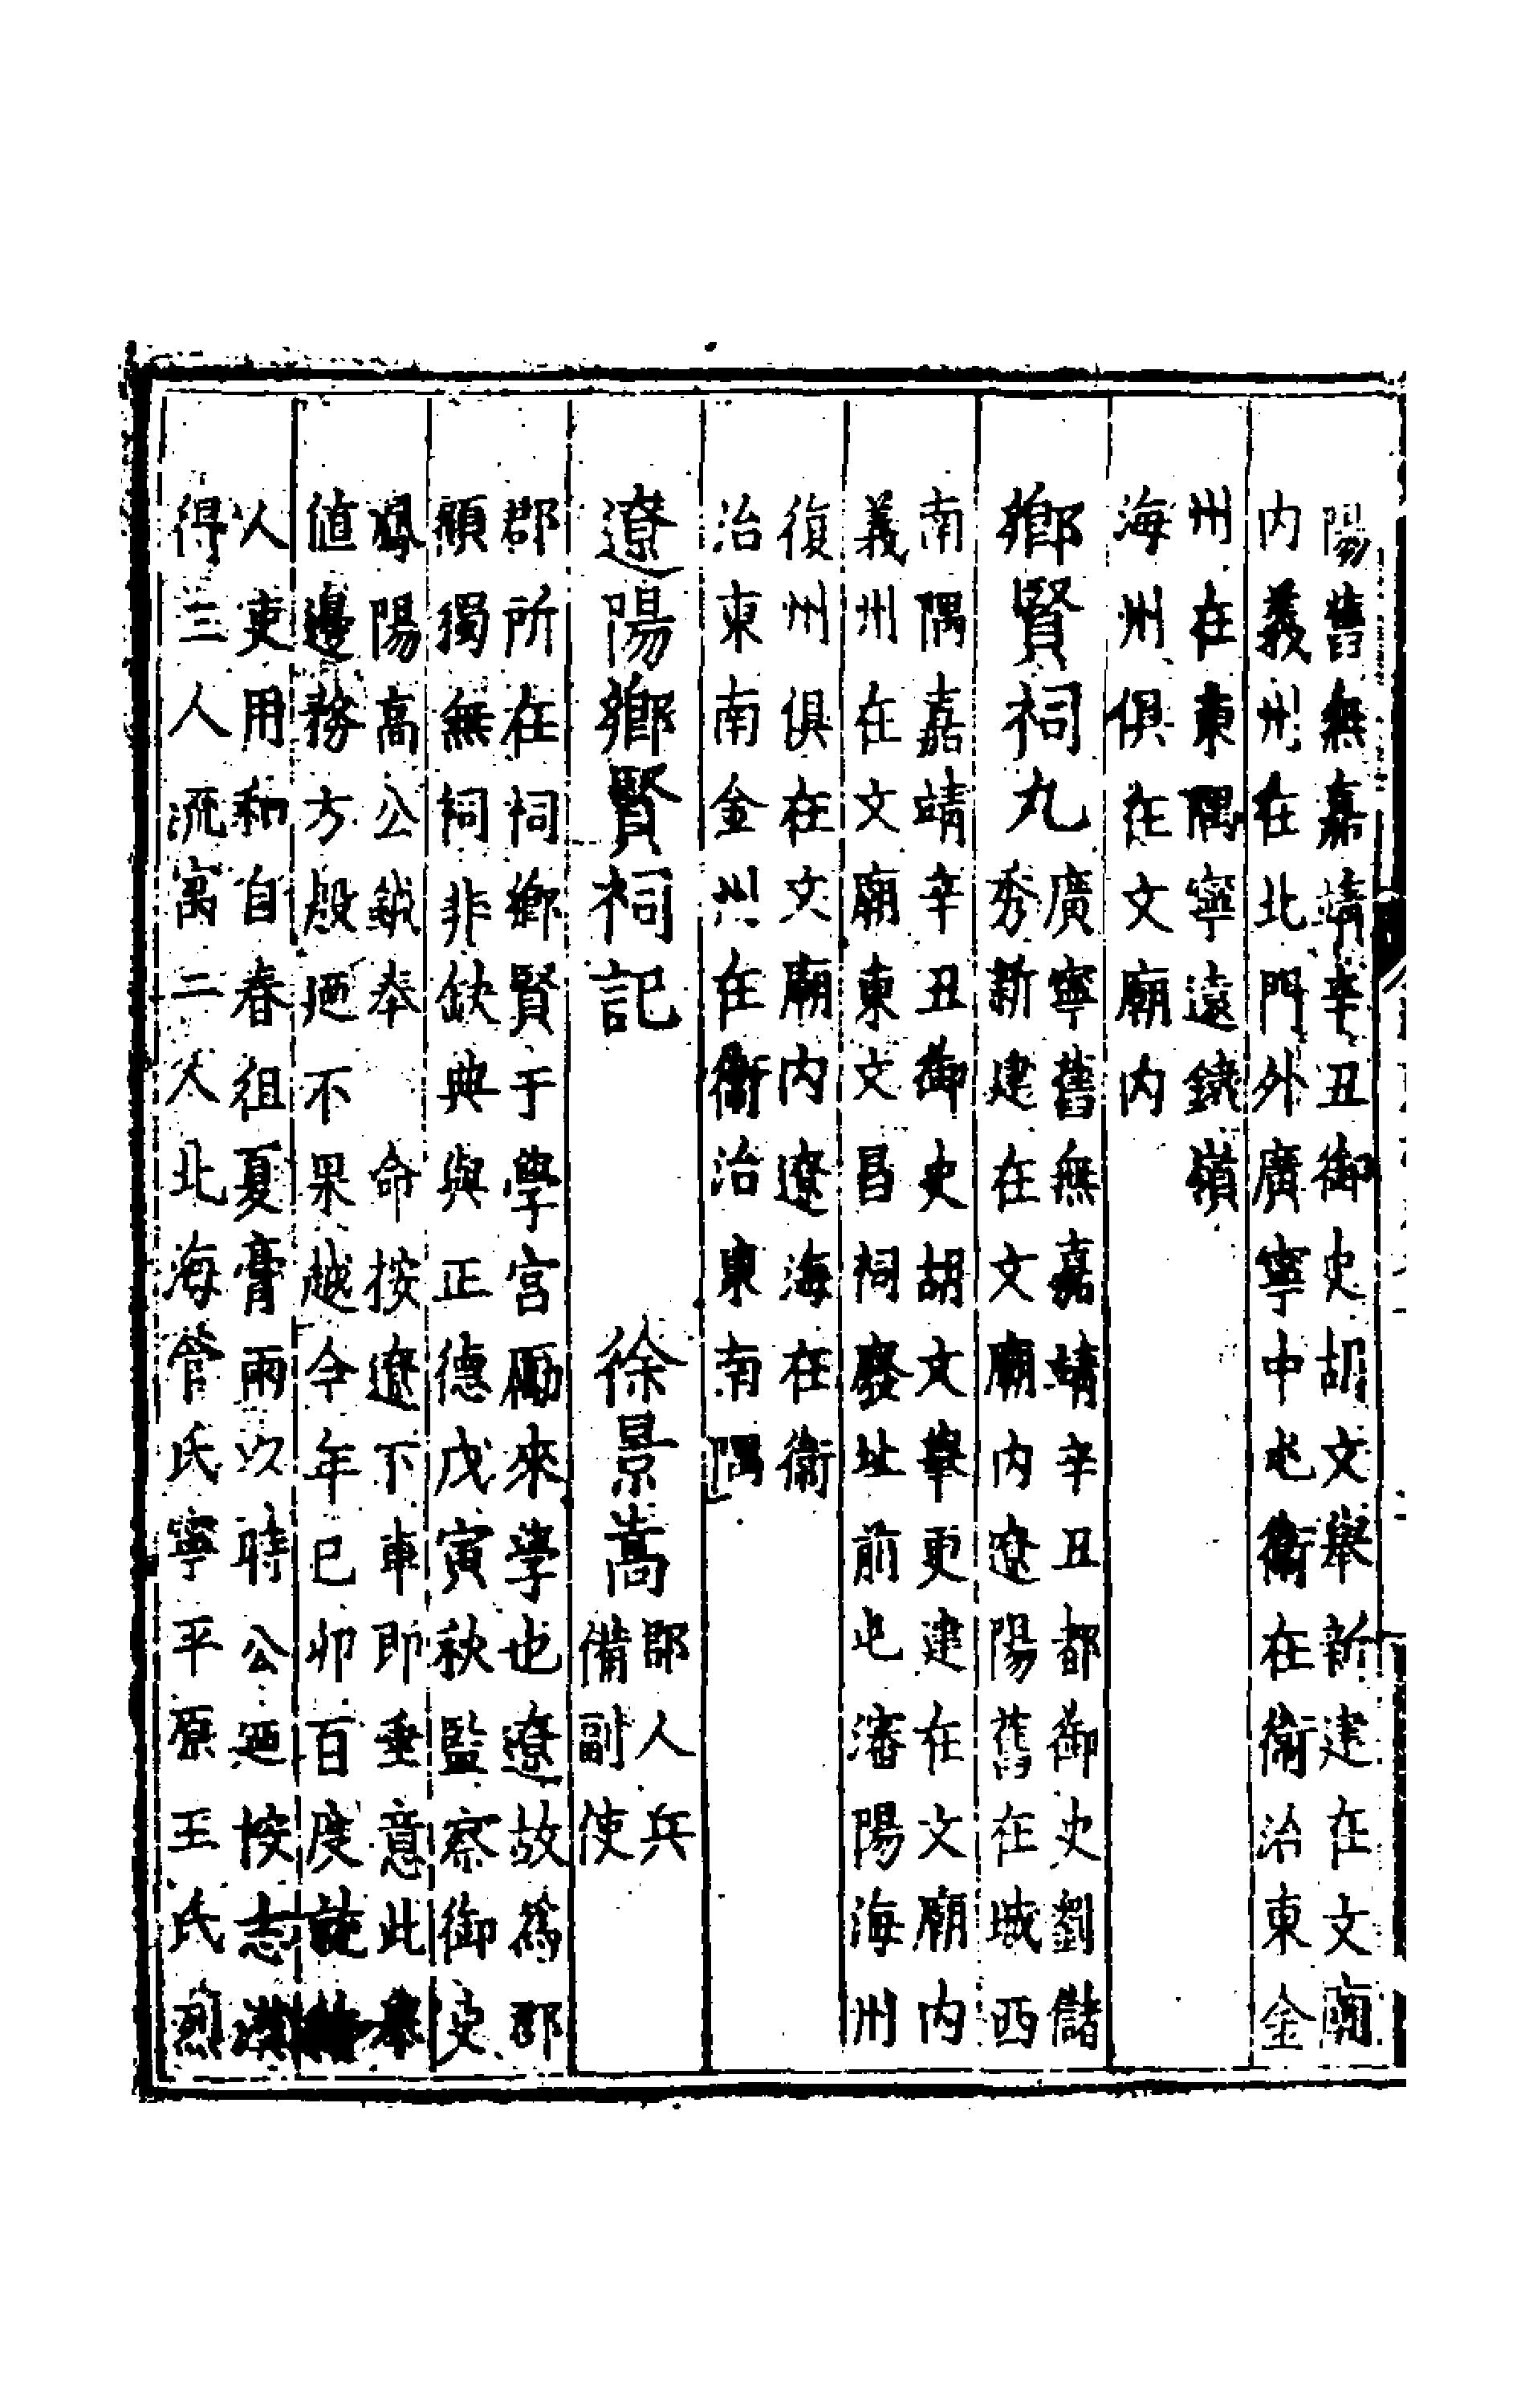 陽舊無嘉靖辛丑御史胡文舉新建在文廟
內義州在北門外廣寧中屯衛在衛治東金
州在東隅寧遠鐵嶺
海州俱在文廟內
鄉賢祠九
廣寧舊無嘉靖辛丑都御史劉儲
秀新建在文廟內遼陽舊在城西
南隅嘉靖辛丑御史胡文舉更建在文廟內
義州在文廟東文昌祠廢址前屯瀋陽海州
復州俱在文廟內遼海在衛
治東南金州在衛治東南隅
遼陽鄉賢祠記
徐景嵩
郡人兵
備副使
郡所在祠鄉賢于學宮勵來學也遼故為郡
顧獨無祠非缺典與正德戊寅秋監察御史
鳳陽高公鉞奉 命按遼下車即垂意此舉
值邊務方殷廼不果越今年己卯百度
人吏用和自春徂夏膏雨以時公廼按志
得三人流寓二人北海管氏寧平原王氏烈